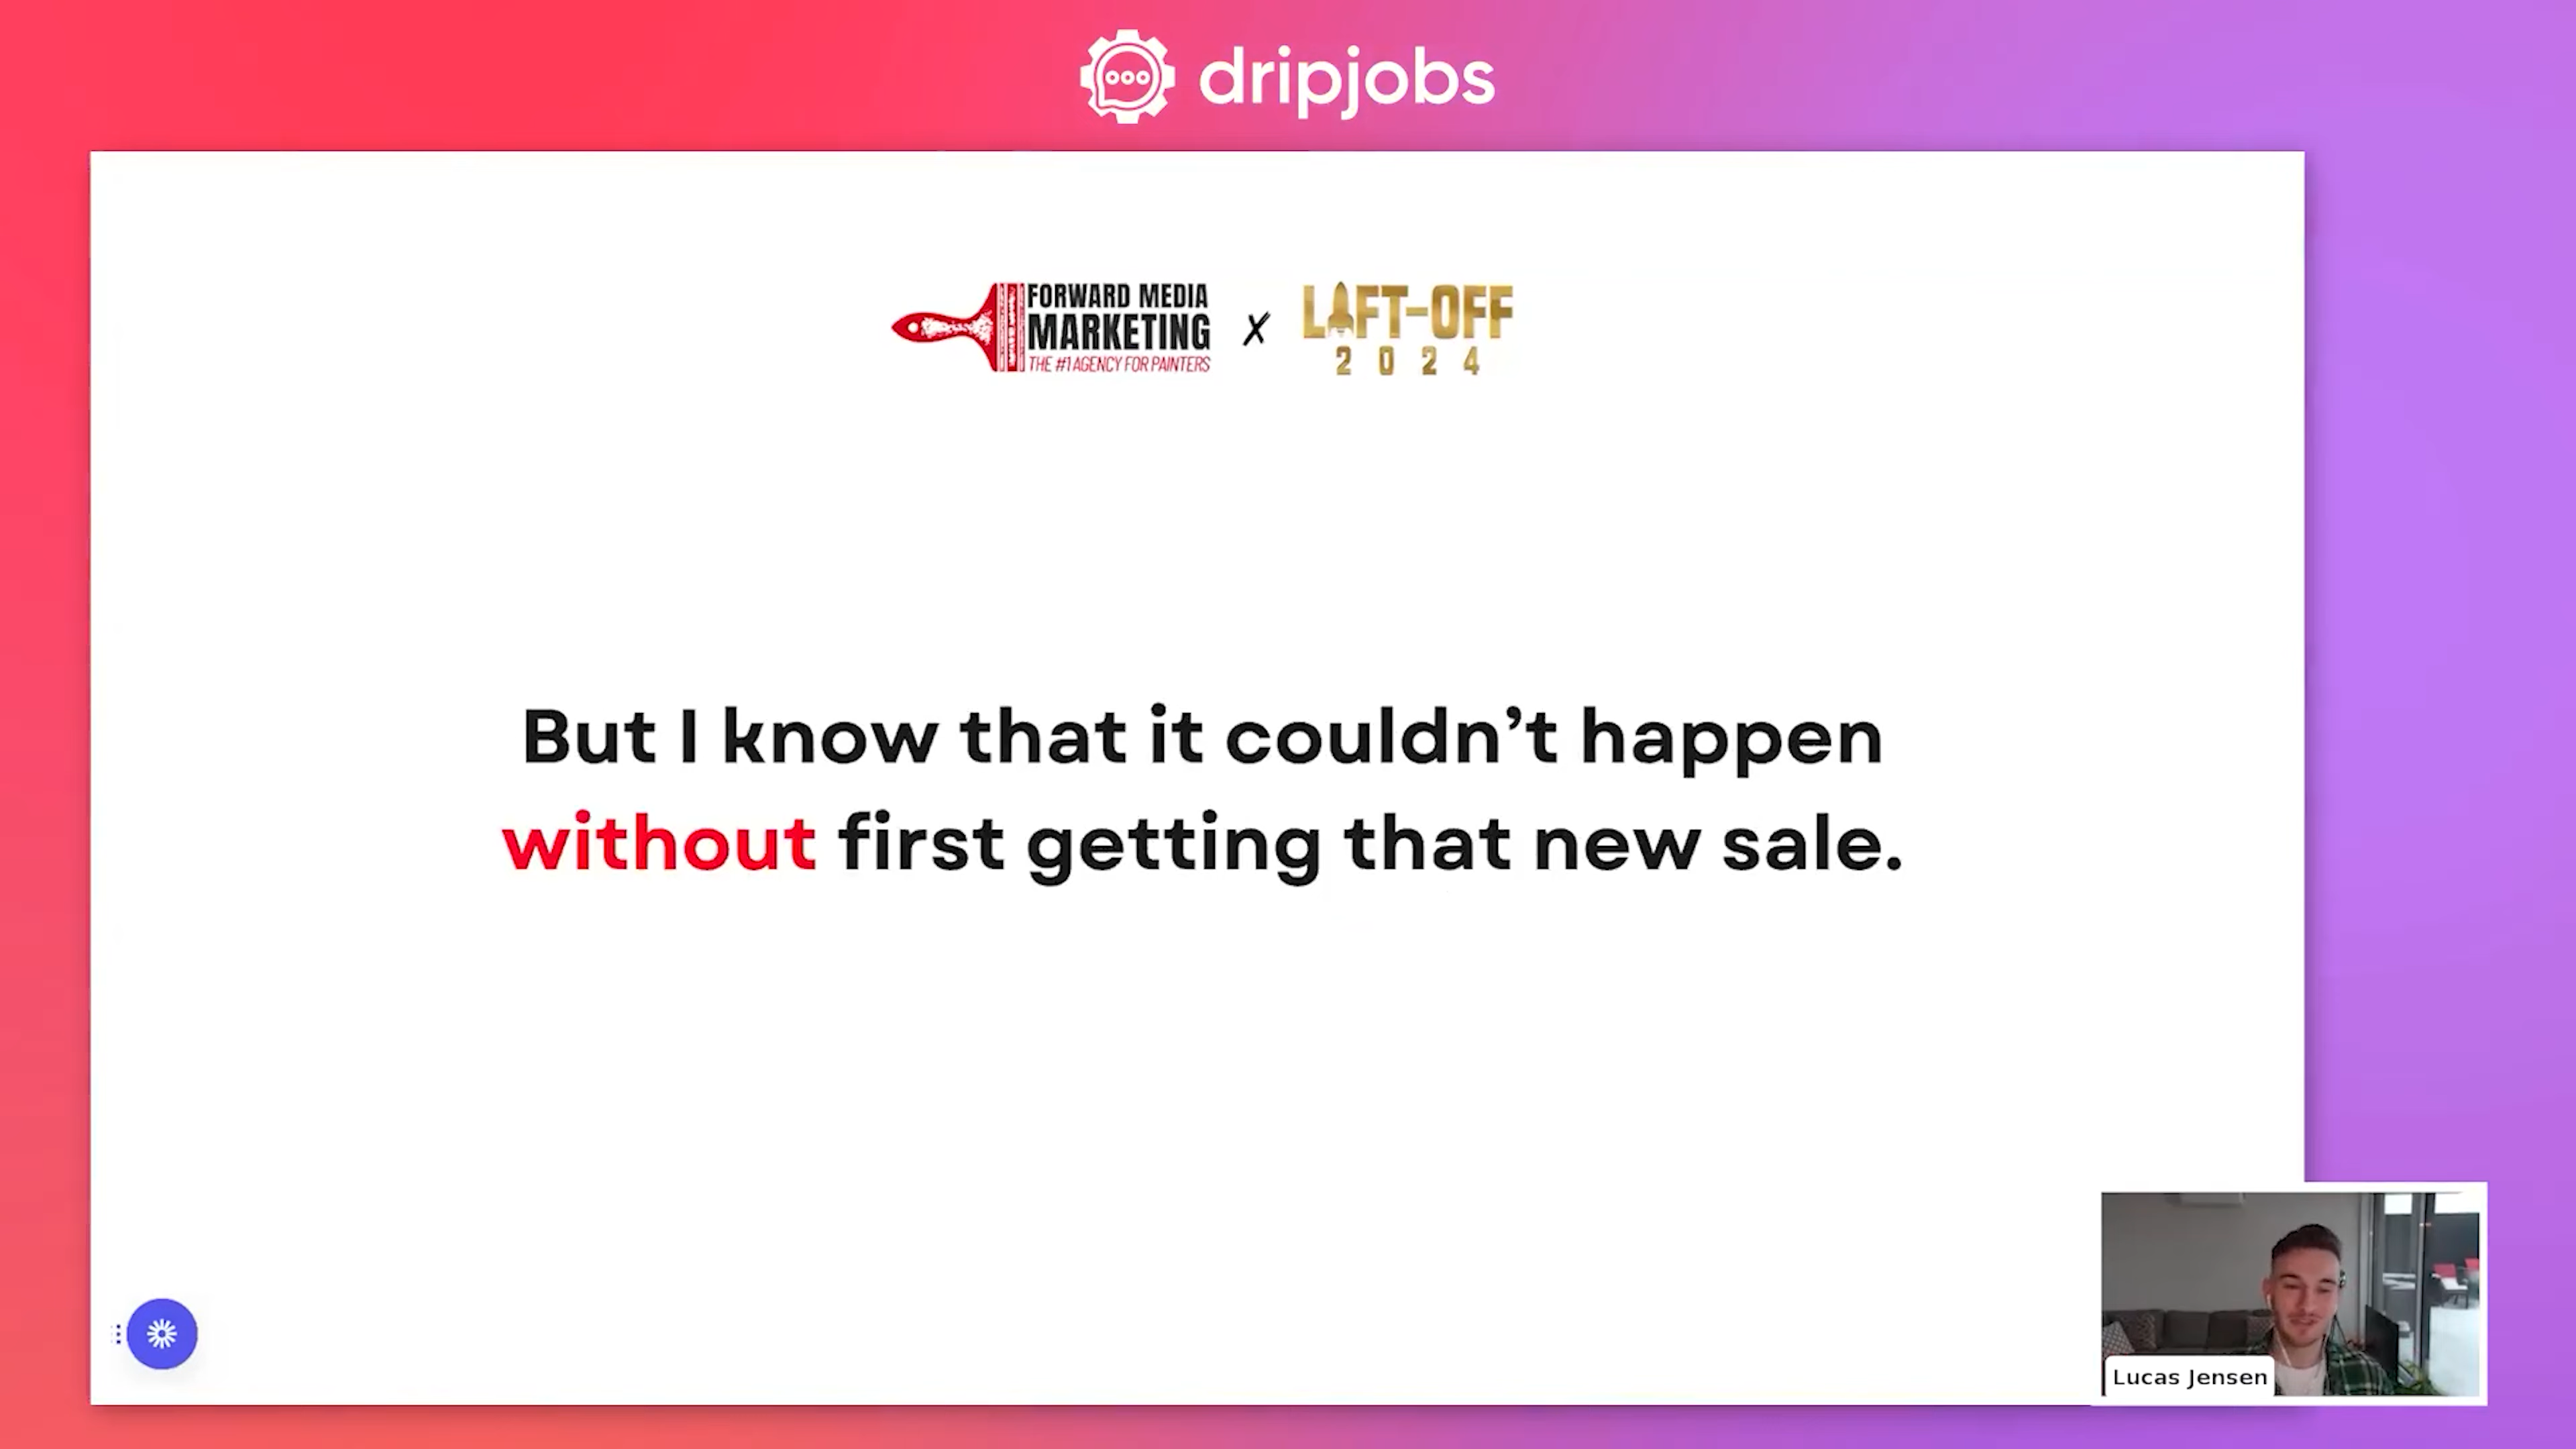 dripjobs
FORWARD MEDIA
MARKETING
THE #1 AGENCY FOR PAINTERS
X
LIFT-OFF
2024
But I know that it couldn’t happen
without first getting that new sale.
Lucas Jensen